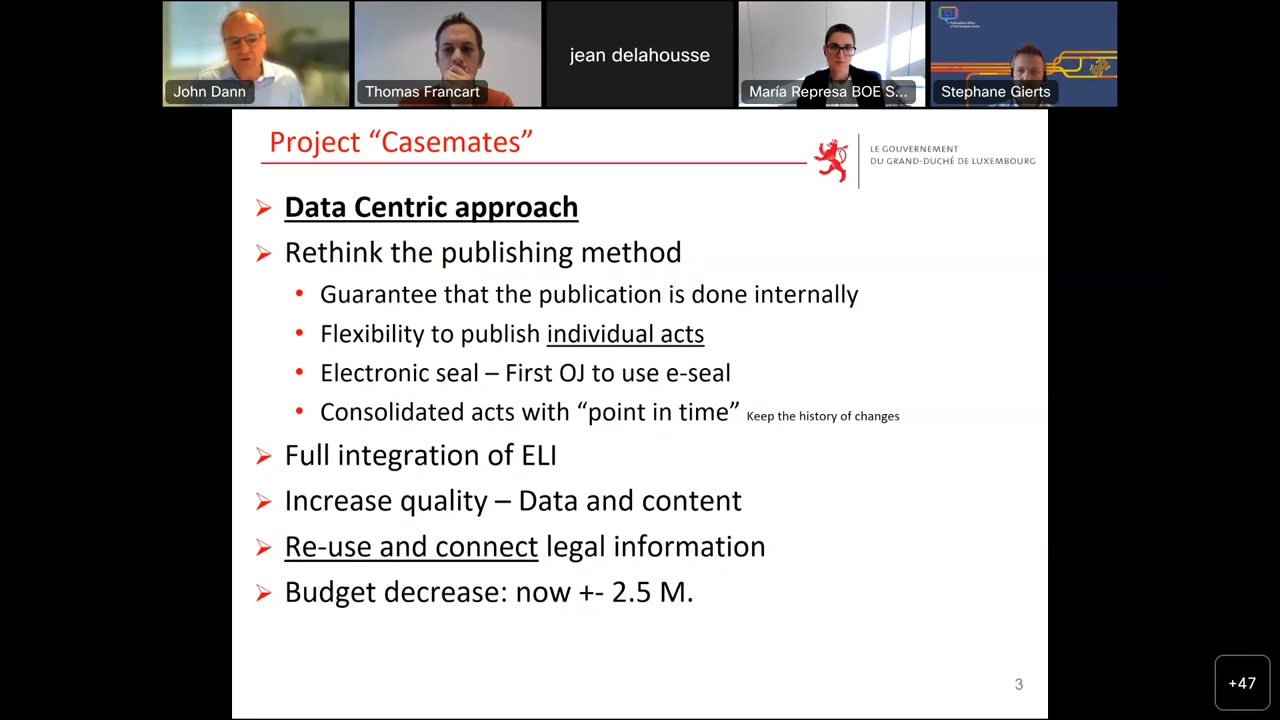 jean delahousse
John Dann
Thomas Francart
María Represa BOE S...
Stephane Gierts
Project “Casemates”
LE GOUVERNEMENT
DU GRAND-DUCHÉ DE LUXEMBOURG
Data Centric approach
Rethink the publishing method
Guarantee that the publication is done internally
Flexibility to publish individual acts
Electronic seal – First OJ to use e-seal
Consolidated acts with “point in time” Keep the history of changes
Full integration of ELI
Increase quality – Data and content
Re-use and connect legal information
Budget decrease: now +- 2.5 M.
3
+47